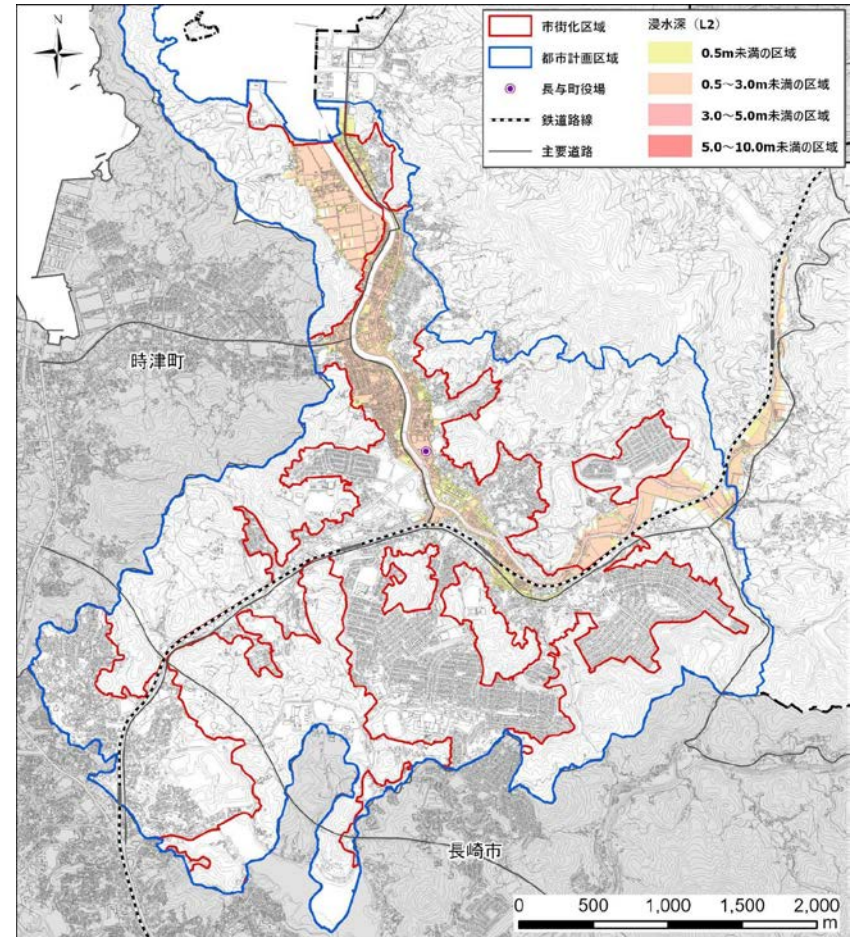 N
市街化区域
都市計画区域
長与町役場
鉄道路線
主要道路
浸水深（L2）
0.5m未満の区域
0.5～3.0m未満の区域
3.0～5.0m未満の区域
5.0～10.0m未満の区域
時津町
長崎市
0 500 1,000 1,500 2,000
m